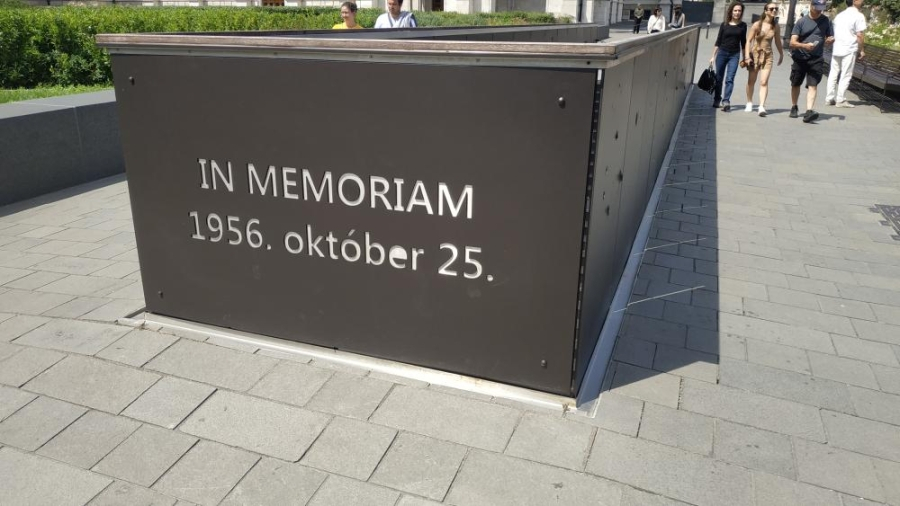 IN MEMORIAM
1956. október 25.